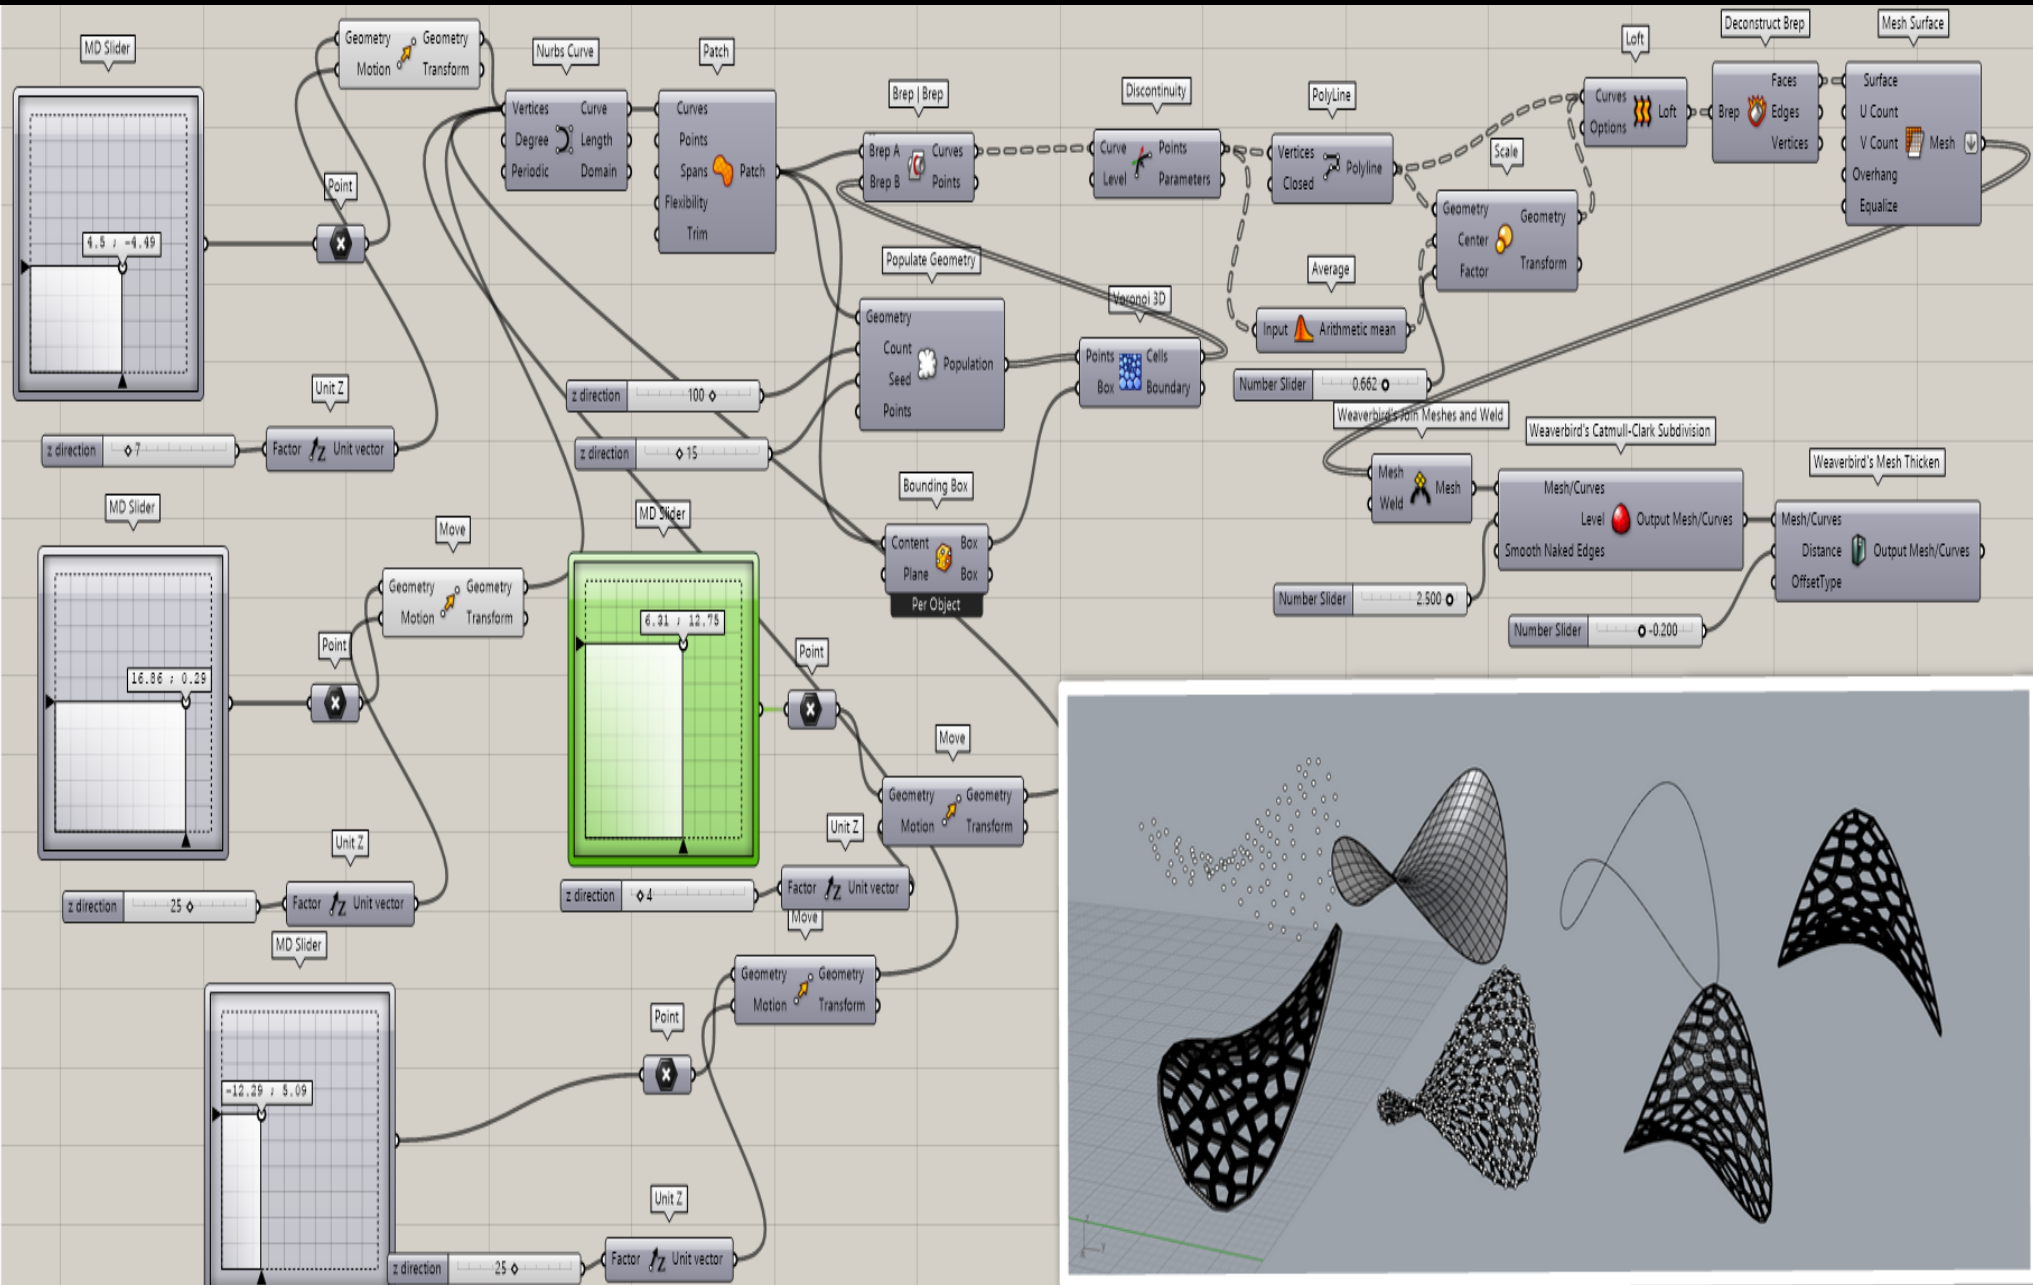 MD Slider
4.5 ; -4.49
Geometry Geometry
Motion Transform
Point
Unit Z
z direction 7
Factor Unit vector
Nurbs Curve
Vertices Curve
Degree Length
Periodic Domain
Patch
Curves
Points
Spans Patch
Flexibility
Trim
Brep | Brep
Brep A Curves
Brep B Points
Discontinuity
Curve Points
Level Parameters
PolyLine
Vertices
Closed Polyline
Scale
Geometry Geometry
Center
Factor Transform
Loft
Curves Loft
Options
Deconstruct Brep
Faces
Brep Edges
Vertices
Mesh Surface
Surface
U Count
V Count Mesh
Overhang
Equalize
Populate Geometry
Geometry
Count
Seed Population
Points
z direction 100
z direction 15
Voronoi 3D
Points Cells
Box Boundary
Average
Input Arithmetic mean
Number Slider 0.662
Bounding Box
Content Box
Plane Box
Per Object
Weaverbird's Join Meshes and Weld
Mesh Mesh
Weld
Weaverbird's Catmull-Clark Subdivision
Mesh/Curves
Level Output Mesh/Curves
Smooth Naked Edges
Number Slider 2.500
Weaverbird's Mesh Thicken
Mesh/Curves
Distance Output Mesh/Curves
OffsetType
Number Slider -0.200
MD Slider
16.86 ; 0.29
Move
Geometry Geometry
Motion Transform
Point
Unit Z
z direction 25
Factor Unit vector
MD Slider
6.31 ; 12.75
Point
Move
Geometry Geometry
Motion Transform
Unit Z
z direction 4
Factor Unit vector
MD Slider
-12.29 ; 5.09
Move
Geometry Geometry
Motion Transform
Point
Unit Z
z direction 25
Factor Unit vector